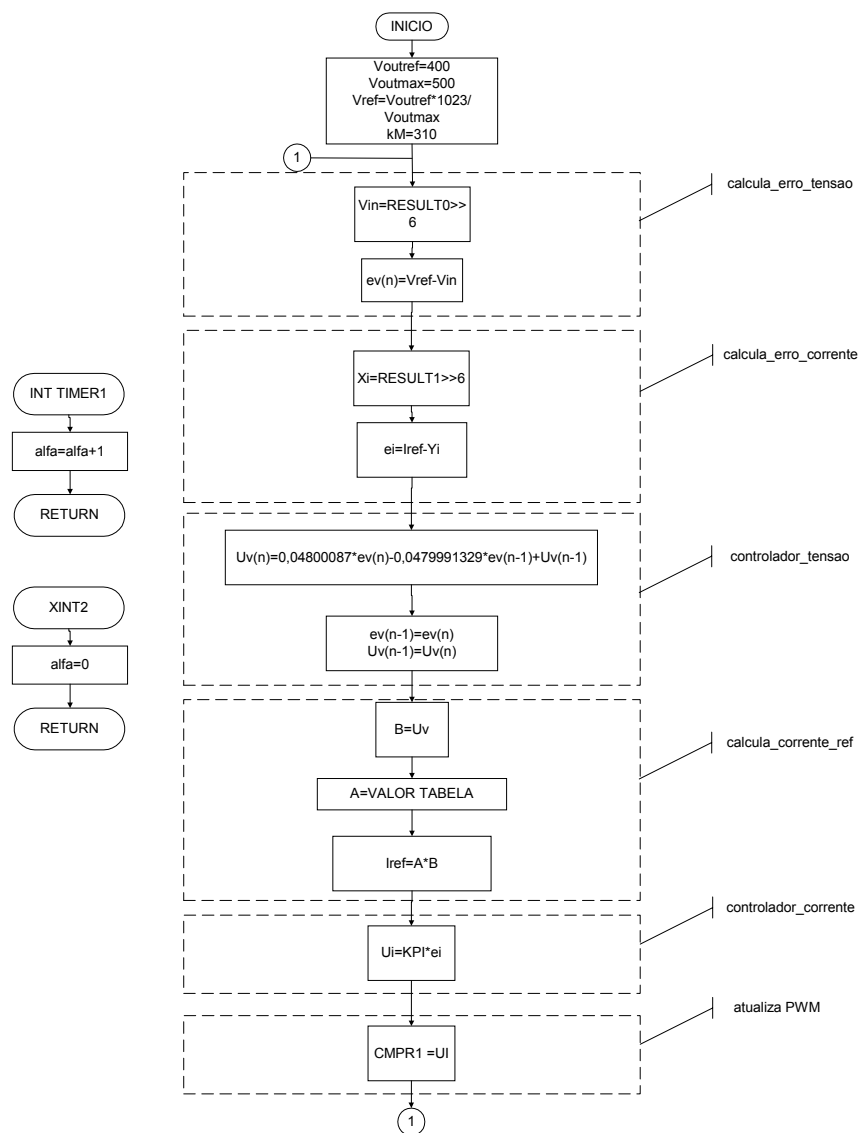 INICIO
Voutref=400
Voutmax=500
Vref=Voutref*1023/
Voutmax
kM=310
1
calcula_erro_tensao
Vin=RESULT0>>
6
ev(n)=Vref-Vin
calcula_erro_corrente
Xi=RESULT1>>6
ei=Iref-Yi
INT TIMER1
alfa=alfa+1
RETURN
controlador_tensao
Uv(n)=0,04800087*ev(n)-0,0479991329*ev(n-1)+Uv(n-1)
ev(n-1)=ev(n)
Uv(n-1)=Uv(n)
XINT2
alfa=0
RETURN
calcula_corrente_ref
B=Uv
A=VALOR TABELA
Iref=A*B
controlador_corrente
Ui=KPI*ei
atualiza PWM
CMPR1 =UI
1